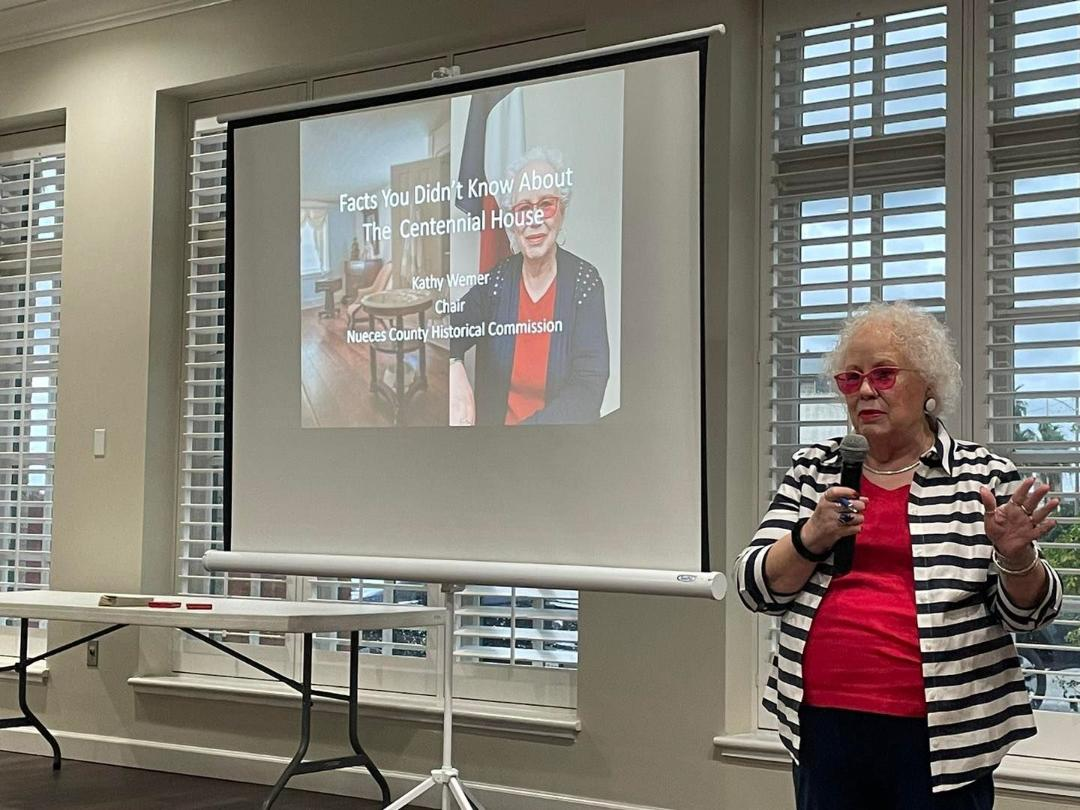 Facts You Didn't Know About
The Centennial House
Kathy Wemer
Chair
Nueces County Historical Commission